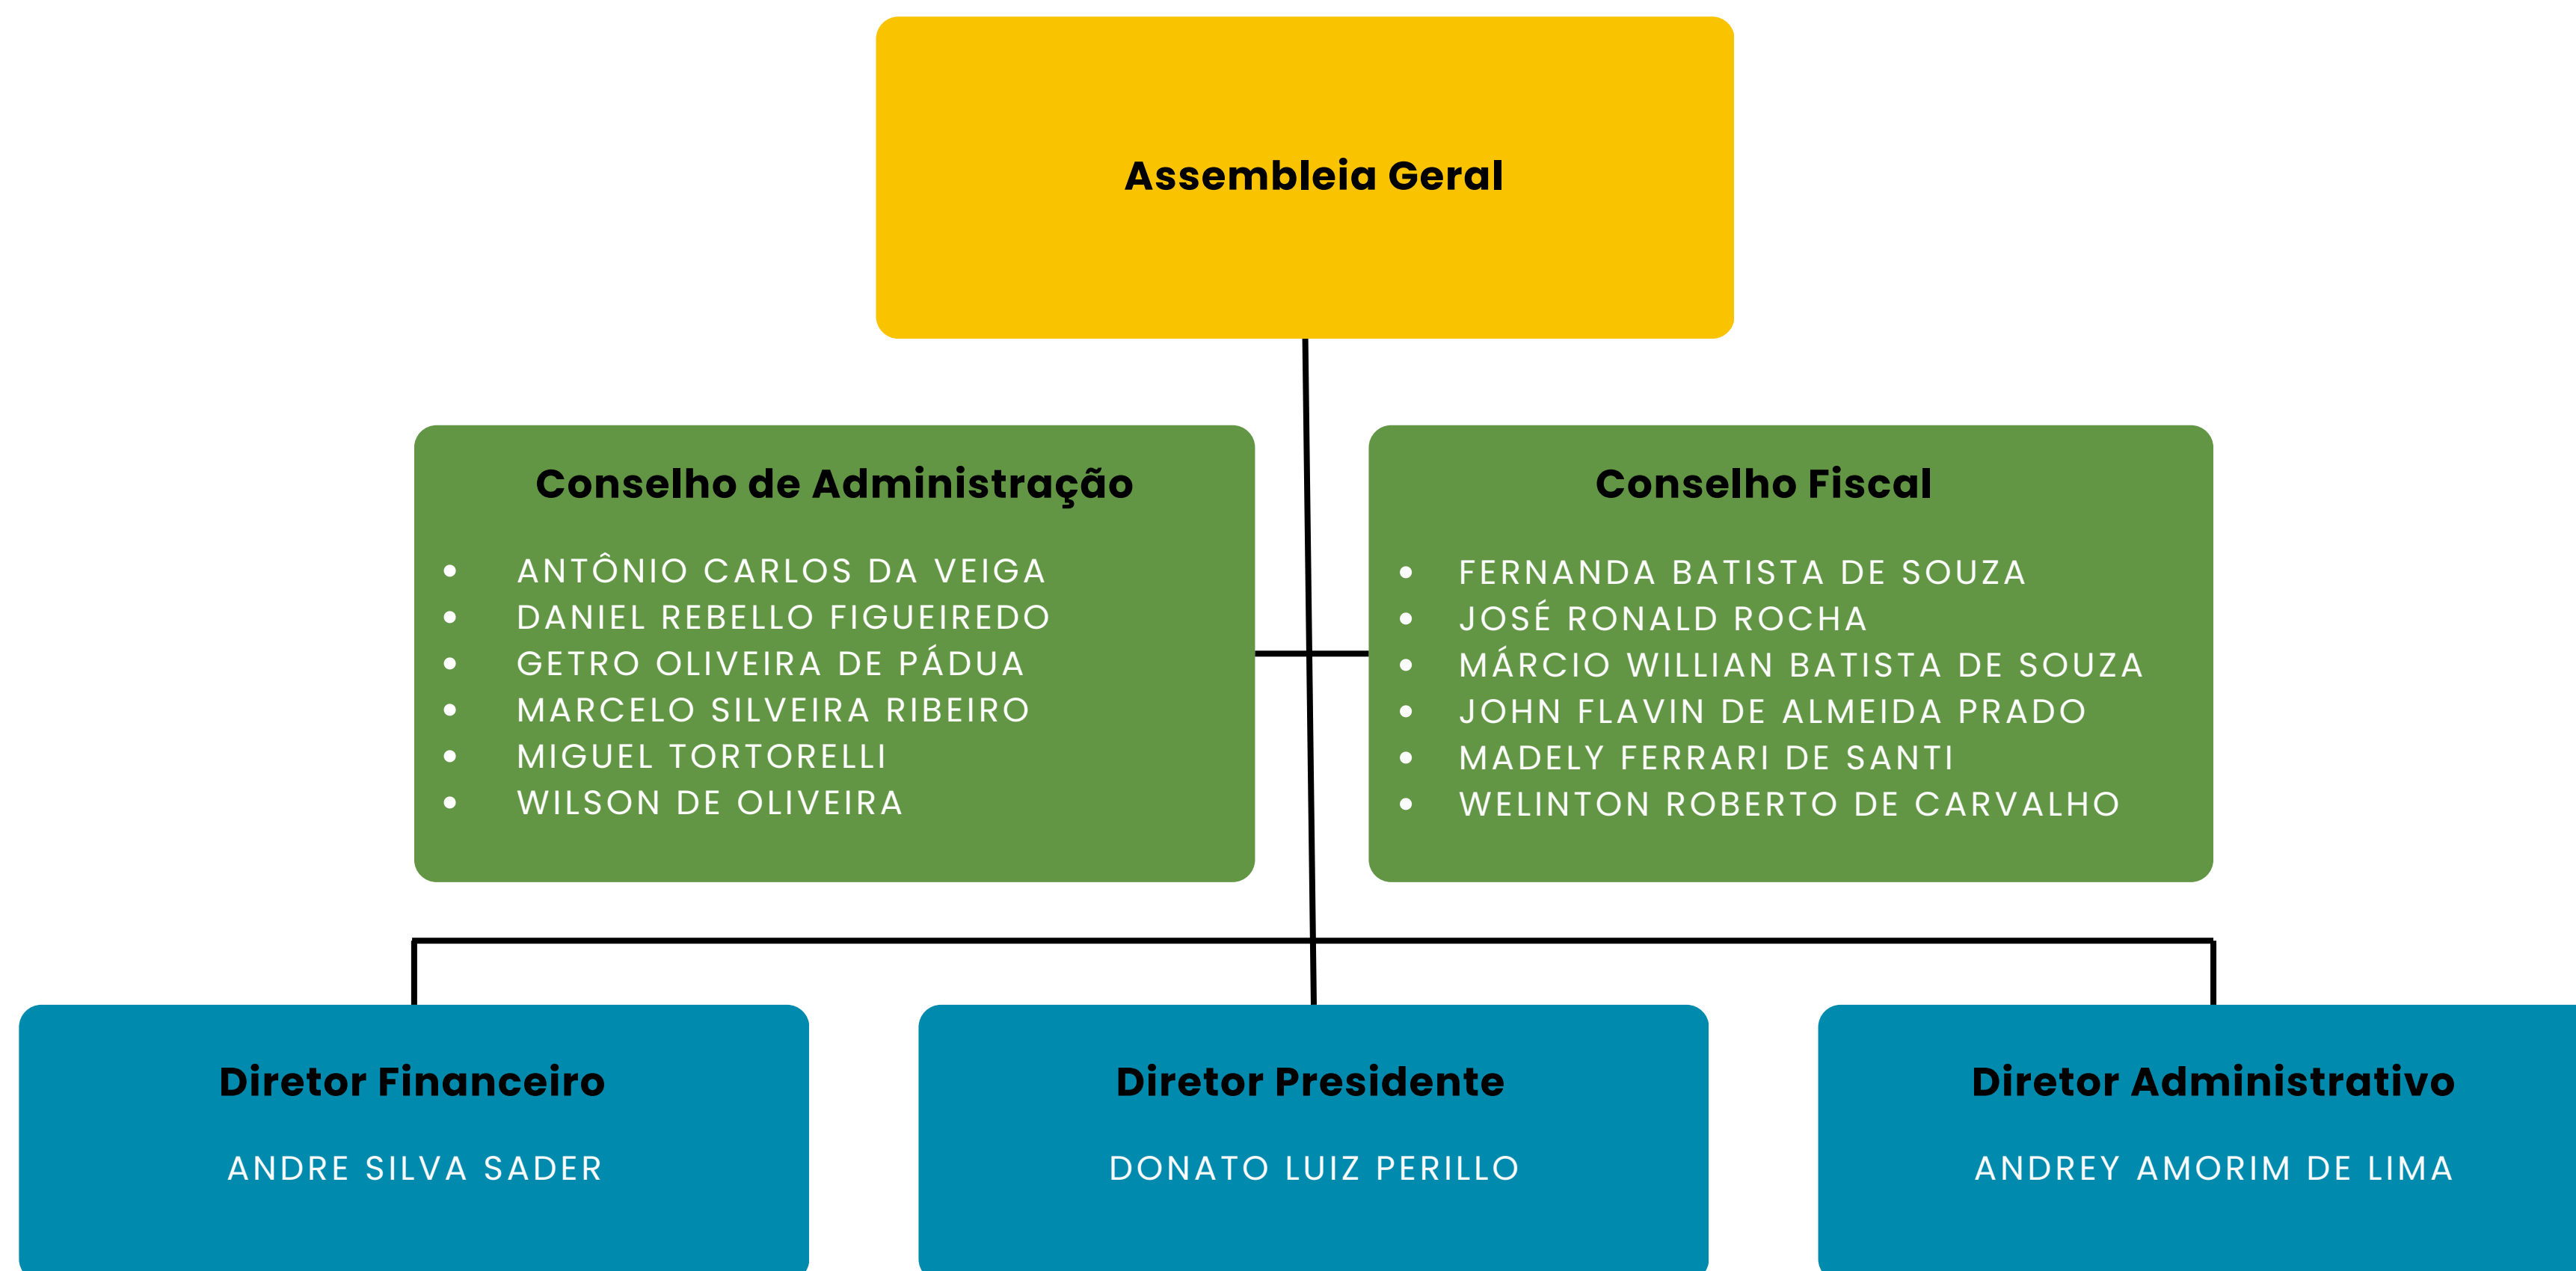 Assembleia Geral
Conselho de Administração
• ANTÔNIO CARLOS DA VEIGA
• DANIEL REBELLO FIGUEIREDO
• GETRO OLIVEIRA DE PÁDUA
• MARCELO SILVEIRA RIBEIRO
• MIGUEL TORTORELLI
• WILSON DE OLIVEIRA
Conselho Fiscal
• FERNANDA BATISTA DE SOUZA
• JOSÉ RONALD ROCHA
• MÁRCIO WILLIAN BATISTA DE SOUZA
• JOHN FLAVIN DE ALMEIDA PRADO
• MADELY FERRARI DE SANTI
• WELINTON ROBERTO DE CARVALHO
Diretor Financeiro
ANDRE SILVA SADER
Diretor Presidente
DONATO LUIZ PERILLO
Diretor Administrativo
ANDREY AMORIM DE LIMA